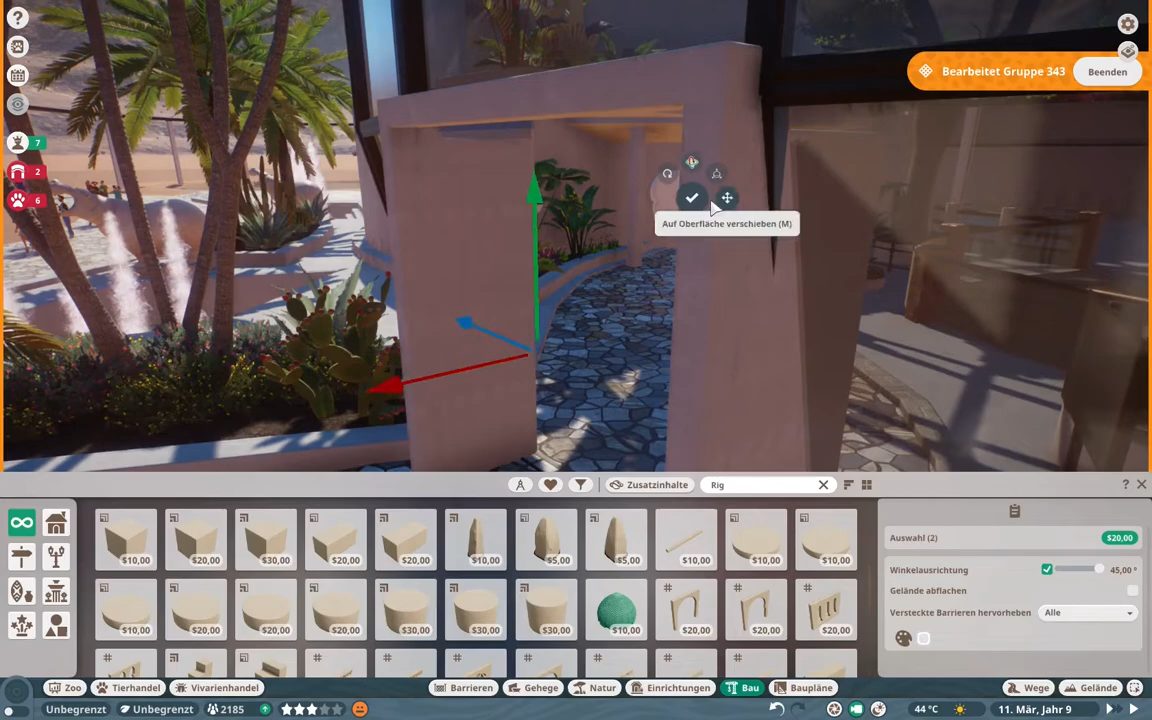 ?
Bearbeitet Gruppe 343
Beenden
7
2
6
L
Auf Oberfläche verschieben (M)
Zusatzinhalte
Rig
?
$10,00 $20,00 $30,00 $20,00 $20,00 $10,00 $5,00 $5,00 $10,00 $10,00 $10,00
$10,00 $20,00 $20,00 $20,00 $30,00 $30,00 $30,00 $10,00 $20,00 $20,00 $20,00
Auswahl (2) $20,00
Winkelausrichtung 45,00 °
Gelände abflachen
Versteckte Barrieren hervorheben Alle
Zoo Tierhandel Vivarienhandel Barrieren Gehege Natur Einrichtungen Bau Baupläne Wege Gelände
Unbegrenzt Unbegrenzt 2185 44 °C 11. Mär, Jahr 9